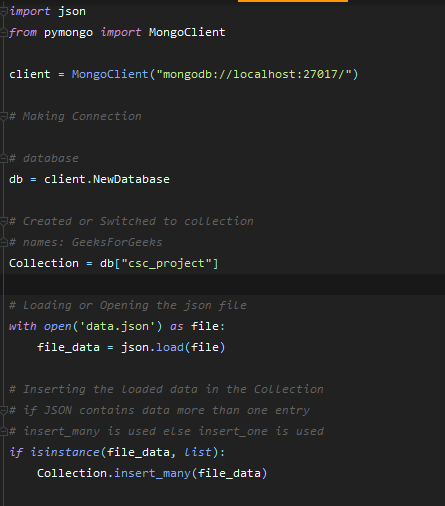 import json
from pymongo import MongoClient
client = MongoClient("mongodb://localhost:27017/")
# Making Connection
# database
db = client.NewDatabase
# Created or Switched to collection
# names: GeeksForGeeks
Collection = db["csc_project"]
# Loading or Opening the json file
with open('data.json') as file:
    file_data = json.load(file)
# Inserting the loaded data in the Collection
# if JSON contains data more than one entry
# insert_many is used else insert_one is used
if isinstance(file_data, list):
    Collection.insert_many(file_data)